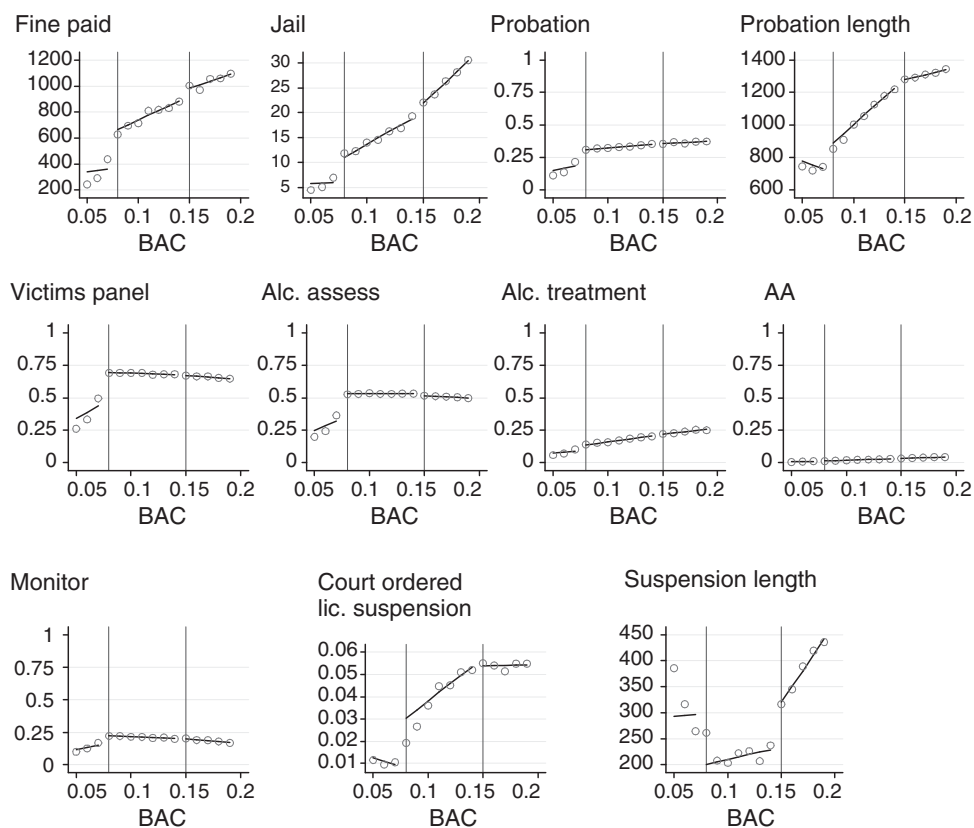 Fine paid
Jail
Probation
Probation length
1200
1000
800
600
400
200
0.05 0.1 0.15 0.2
BAC
30
25
20
15
10
5
0.05 0.1 0.15 0.2
BAC
1
0.75
0.5
0.25
0
0.05 0.1 0.15 0.2
BAC
1400
1200
1000
800
600
0.05 0.1 0.15 0.2
BAC
Victims panel
Alc. assess
Alc. treatment
AA
1
0.75
0.5
0.25
0
0.05 0.1 0.15 0.2
BAC
1
0.75
0.5
0.25
0
0.05 0.1 0.15 0.2
BAC
1
0.75
0.5
0.25
0
0.05 0.1 0.15 0.2
BAC
1
0.75
0.5
0.25
0
0.05 0.1 0.15 0.2
BAC
Monitor
Court ordered
lic. suspension
Suspension length
1
0.75
0.5
0.25
0
0.05 0.1 0.15 0.2
BAC
0.06
0.052
0.04
0.03
0.019
0.01
0.05 0.1 0.15 0.2
BAC
450
400
350
300
250
200
0.05 0.1 0.15 0.2
BAC